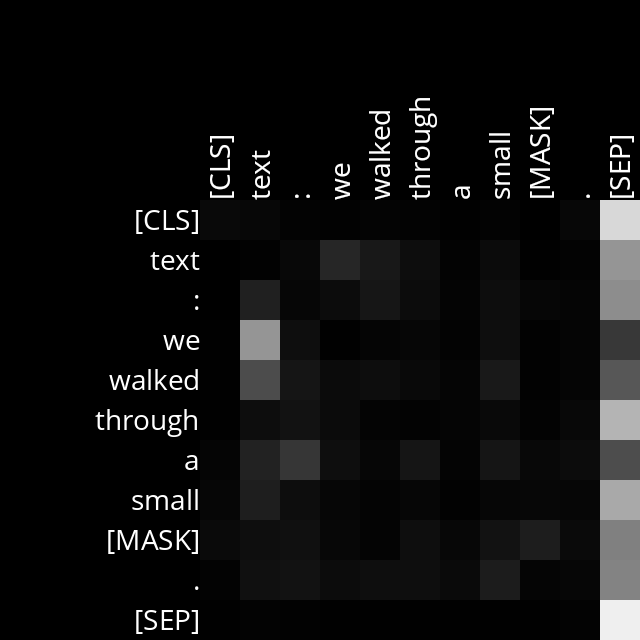 [CLS] text : we walked through a small [MASK] . [SEP]
[CLS]
text
:
we
walked
through
a
small
[MASK]
.
[SEP]